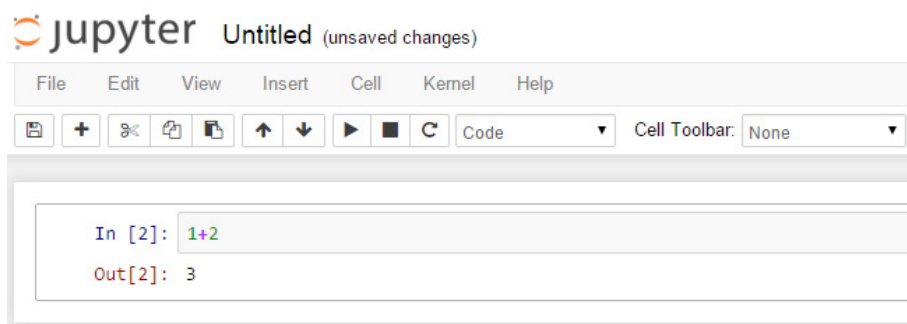 jupyter Untitled (unsaved changes)
File Edit View Insert Cell Kernel Help
Code Cell Toolbar: None
In [2]: 1+2
Out[2]: 3